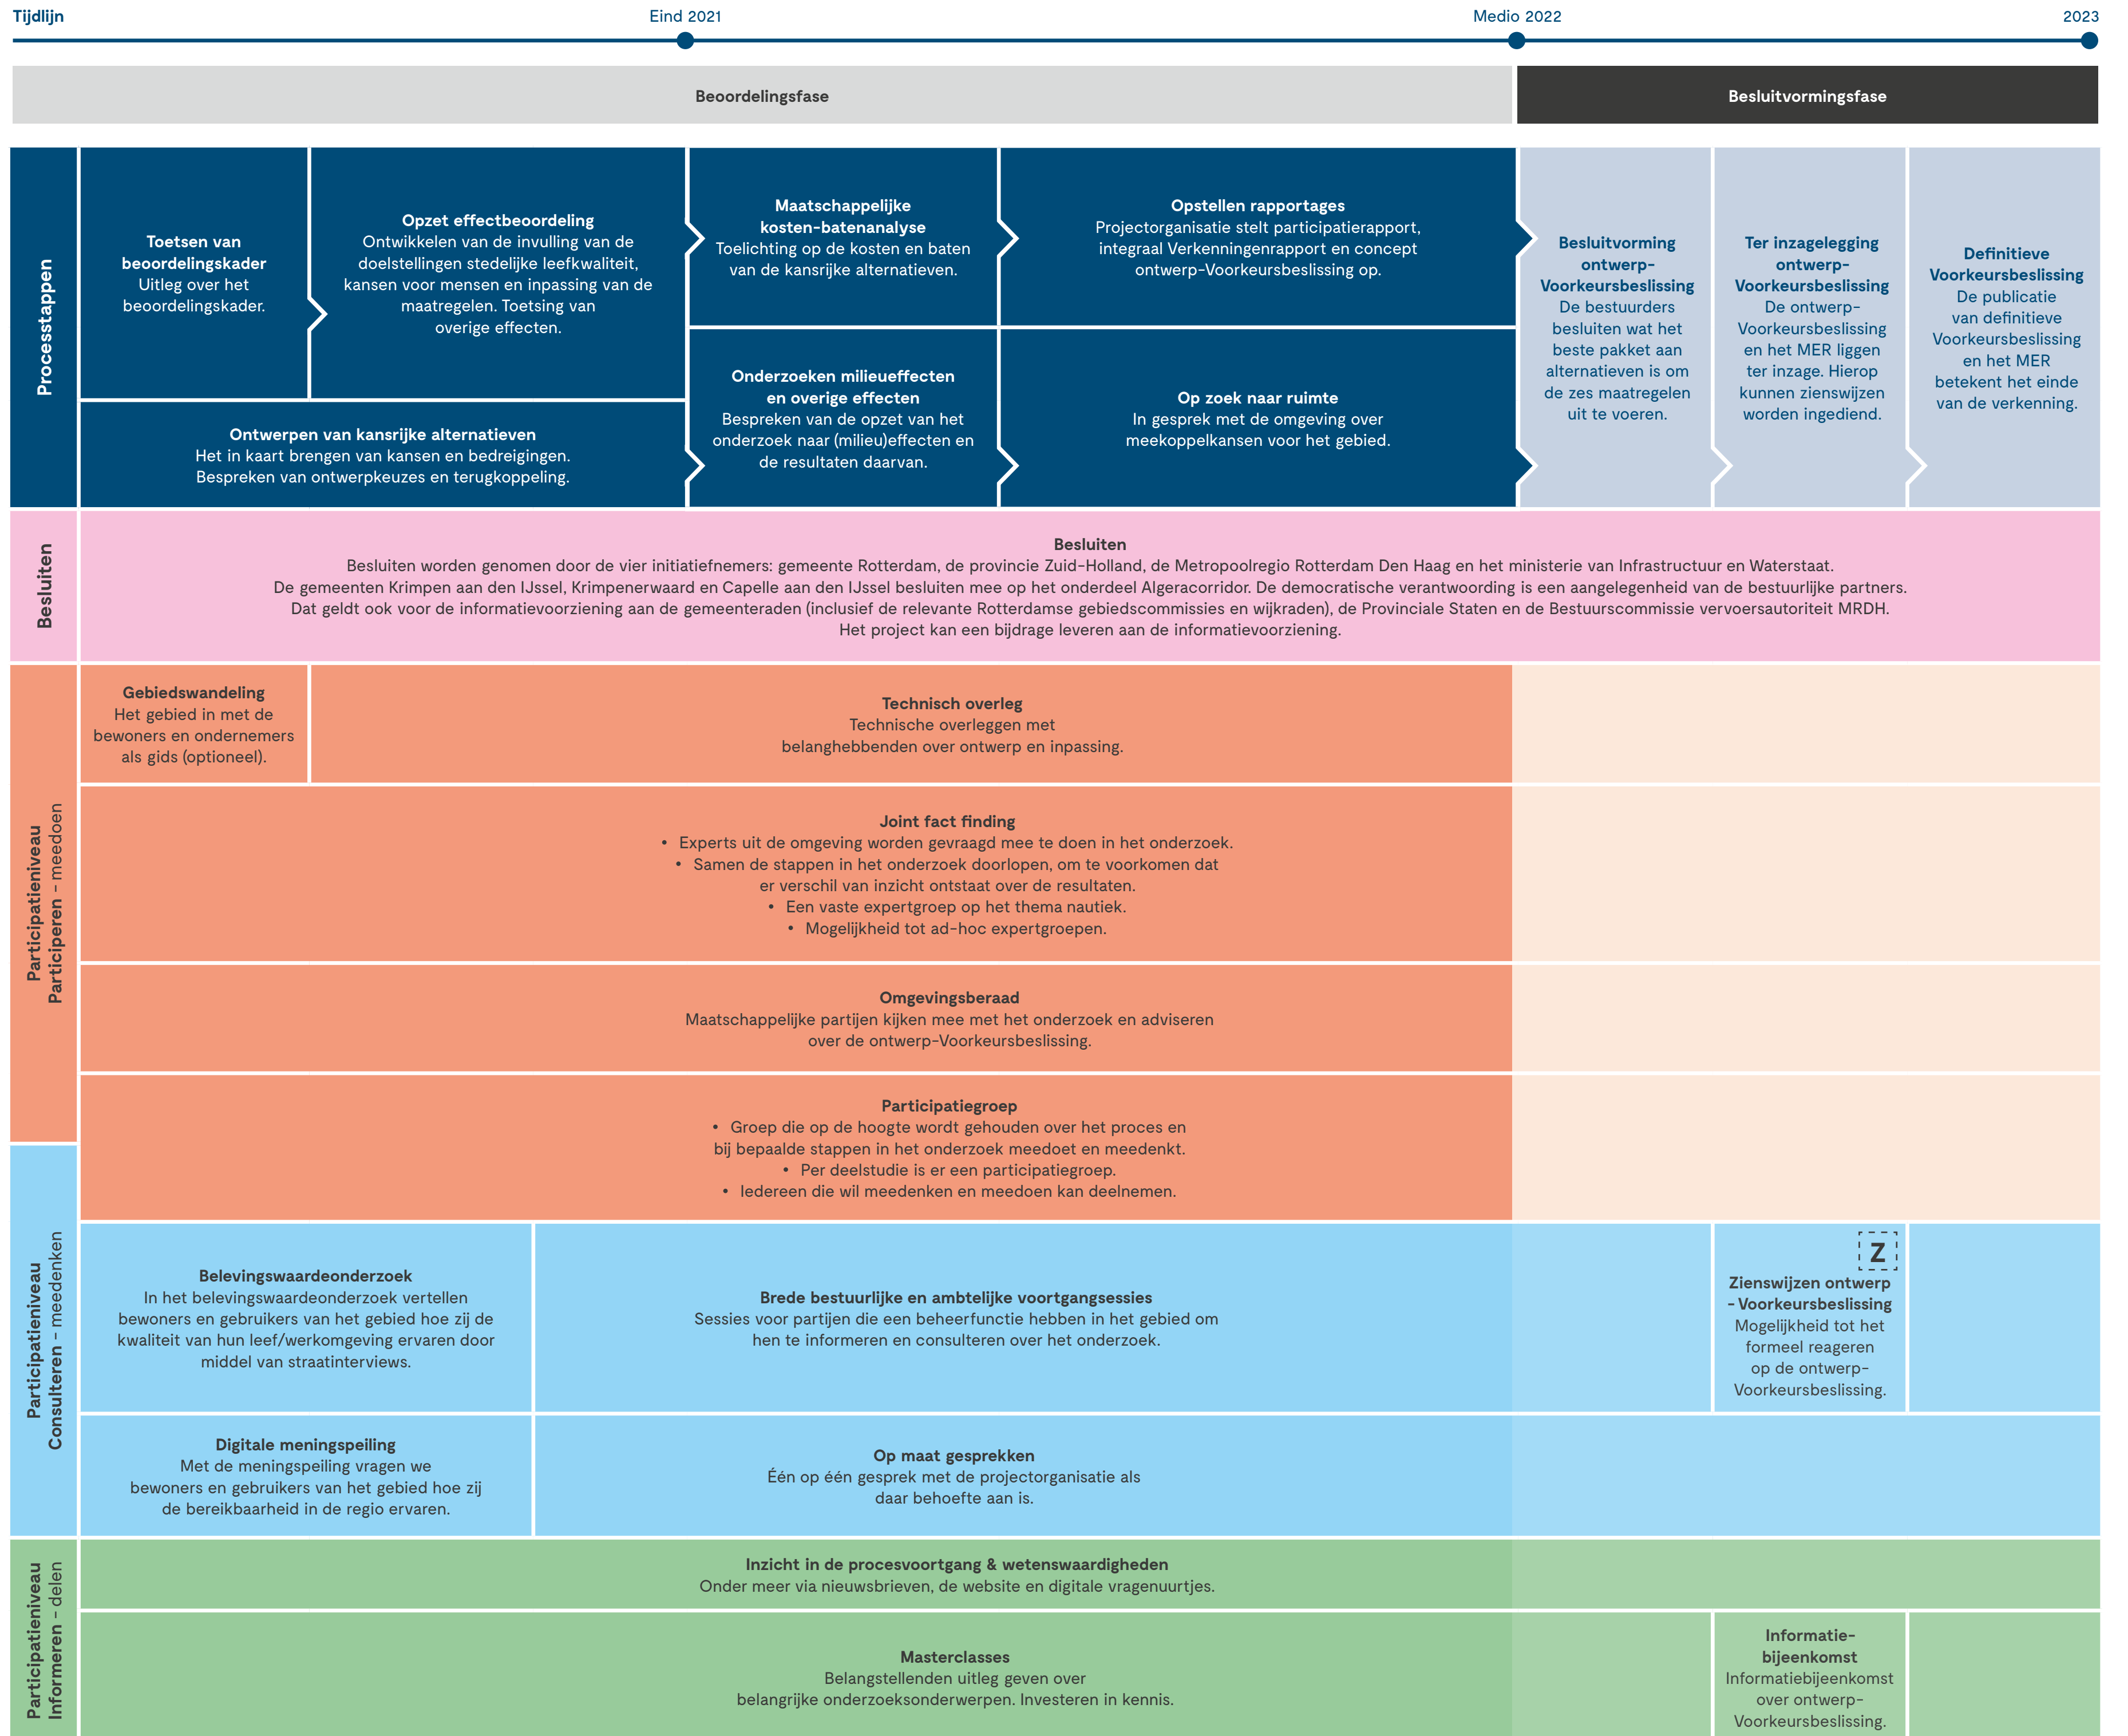 Tijdlijn
Eind 2021
Medio 2022
2023
Beoordelingsfase
Besluitvormingsfase
Processtappen
Toetsen van
beoordelingskader
Uitleg over het
beoordelingskader.
Opzet effectbeoordeling
Ontwikkelen van de invulling van de
doelstellingen stedelijke leefkwaliteit,
kansen voor mensen en inpassing van de
maatregelen. Toetsing van
overige effecten.
Ontwerpen van kansrijke alternatieven
Het in kaart brengen van kansen en bedreigingen.
Bespreken van ontwerpkeuzes en terugkoppeling.
Maatschappelijke
kosten-batenanalyse
Toelichting op de kosten en baten
van de kansrijke alternatieven.
Onderzoeken milieueffecten
en overige effecten
Bespreken van de opzet van het
onderzoek naar (milieu)effecten en
de resultaten daarvan.
Opstellen rapportages
Projectorganisatie stelt participatierapport,
integraal Verkenningenrapport en concept
ontwerp-Voorkeursbeslissing op.
Op zoek naar ruimte
In gesprek met de omgeving over
meekoppelkansen voor het gebied.
Besluitvorming
ontwerp-
Voorkeursbeslissing
De bestuurders
besluiten wat het
beste pakket aan
alternatieven is om
de zes maatregelen
uit te voeren.
Ter inzagelegging
ontwerp-
Voorkeursbeslissing
De ontwerp-
Voorkeursbeslissing
en het MER liggen
ter inzage. Hierop
kunnen zienswijzen
worden ingediend.
Definitieve
Voorkeursbeslissing
De publicatie
van definitieve
Voorkeursbeslissing
en het MER
betekent het einde
van de verkenning.
Besluiten
Besluiten
Besluiten worden genomen door de vier initiatiefnemers: gemeente Rotterdam, de provincie Zuid-Holland, de Metropoolregio Rotterdam Den Haag en het ministerie van Infrastructuur en Waterstaat.
De gemeenten Krimpen aan den IJssel, Krimpenerwaard en Capelle aan den IJssel besluiten mee op het onderdeel Algeracorridor. De democratische verantwoording is een aangelegenheid van de bestuurlijke partners.
Dat geldt ook voor de informatievoorziening aan de gemeenteraden (inclusief de relevante Rotterdamse gebiedscommissies en wijkraden), de Provinciale Staten en de Bestuurscommissie vervoersautoriteit MRDH.
Het project kan een bijdrage leveren aan de informatievoorziening.
Participatieniveau
Participeren - meedoen
Gebiedswandeling
Het gebied in met de
bewoners en ondernemers
als gids (optioneel).
Technisch overleg
Technische overleggen met
belanghebbenden over ontwerp en inpassing.
Joint fact finding
• Experts uit de omgeving worden gevraagd mee te doen in het onderzoek.
• Samen de stappen in het onderzoek doorlopen, om te voorkomen dat
er verschil van inzicht ontstaat over de resultaten.
• Een vaste expertgroep op het thema nautiek.
• Mogelijkheid tot ad-hoc expertgroepen.
Omgevingsberaad
Maatschappelijke partijen kijken mee met het onderzoek en adviseren
over de ontwerp-Voorkeursbeslissing.
Participatiegroep
• Groep die op de hoogte wordt gehouden over het proces en
bij bepaalde stappen in het onderzoek meedoet en meedenkt.
• Per deelstudie is er een participatiegroep.
• Iedereen die wil meedenken en meedoen kan deelnemen.
Participatieniveau
Consulteren - meedenken
Belevingswaardeonderzoek
In het belevingswaardeonderzoek vertellen
bewoners en gebruikers van het gebied hoe zij de
kwaliteit van hun leef/werkomgeving ervaren door
middel van straatinterviews.
Brede bestuurlijke en ambtelijke voortgangsessies
Sessies voor partijen die een beheerfunctie hebben in het gebied om
hen te informeren en consulteren over het onderzoek.
Z
Zienswijzen ontwerp
- Voorkeursbeslissing
Mogelijkheid tot het
formeel reageren
op de ontwerp-
Voorkeursbeslissing.
Digitale meningspeiling
Met de meningspeiling vragen we
bewoners en gebruikers van het gebied hoe zij
de bereikbaarheid in de regio ervaren.
Op maat gesprekken
Één op één gesprek met de projectorganisatie als
daar behoefte aan is.
Participatieniveau
Informeren - delen
Inzicht in de procesvoortgang & wetenswaardigheden
Onder meer via nieuwsbrieven, de website en digitale vragenuurtjes.
Masterclasses
Belangstellenden uitleg geven over
belangrijke onderzoeksonderwerpen. Investeren in kennis.
Informatie-
bijeenkomst
Informatiebijeenkomst
over ontwerp-
Voorkeursbeslissing.